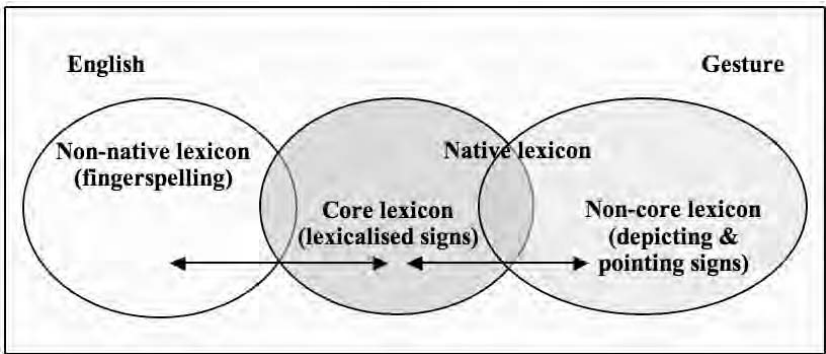 English
Gesture
Non-native lexicon
(fingerspelling)
Native lexicon
Core lexicon
(lexicalised signs)
Non-core lexicon
(depicting &
pointing signs)